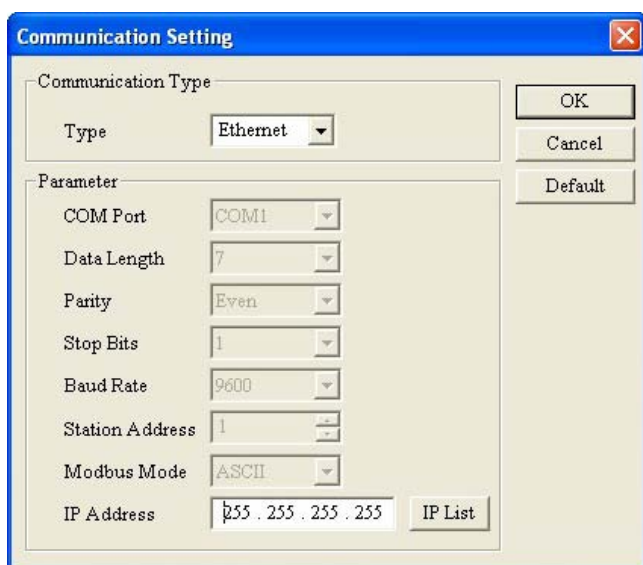 Communication Setting
Communication Type
Type Ethernet
OK
Cancel
Default
Parameter
COM Port COM1
Data Length 7
Parity Even
Stop Bits 1
Baud Rate 9600
Station Address 1
Modbus Mode ASCII
IP Address 255 . 255 . 255 . 255 IP List